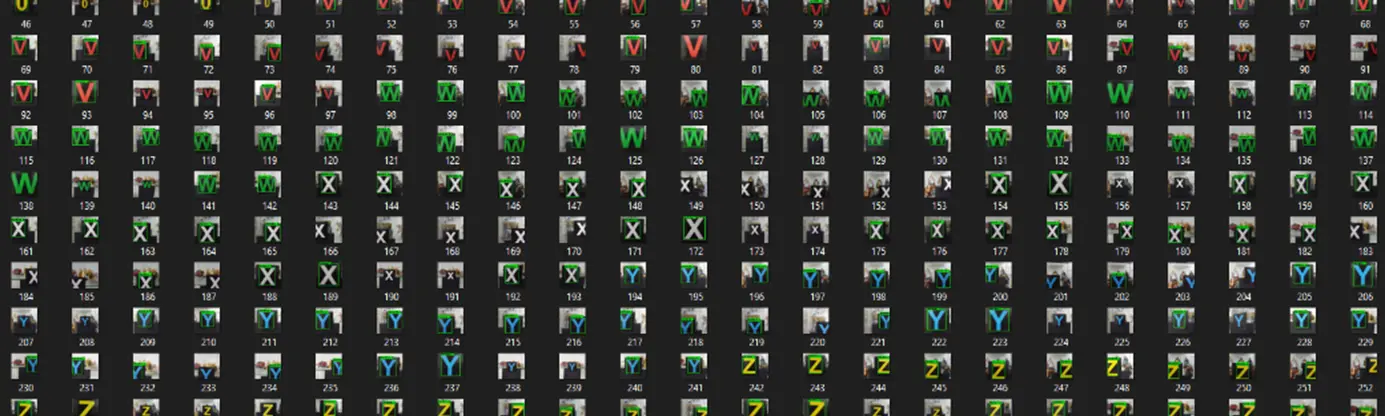 U U U U U V V V V V V V V V V V V V V V V V V
46 47 48 49 50 51 52 53 54 55 56 57 58 59 60 61 62 63 64 65 66 67 68
V V V V V V V V V V V V V V V V V V V V V V V
69 70 71 72 73 74 75 76 77 78 79 80 81 82 83 84 85 86 87 88 89 90 91
V V V V V V W W W W W W W W W W W W W W W W W
92 93 94 95 96 97 98 99 100 101 102 103 104 105 106 107 108 109 110 111 112 113 114
W W W W W W W W W W W W W W W W W W W W W W W
115 116 117 118 119 120 121 122 123 124 125 126 127 128 129 130 131 132 133 134 135 136 137
W W W W W X X X X X X X X X X X X X X X X X X
138 139 140 141 142 143 144 145 146 147 148 149 150 151 152 153 154 155 156 157 158 159 160
X X X X X X X X X X X X X X X X X X X X X X X
161 162 163 164 165 166 167 168 169 170 171 172 173 174 175 176 177 178 179 180 181 182 183
X X X X X X X X X X Y Y Y Y Y Y Y Y Y Y Y Y Y
184 185 186 187 188 189 190 191 192 193 194 195 196 197 198 199 200 201 202 203 204 205 206
Y Y Y Y Y Y Y Y Y Y Y Y Y Y Y Y Y Y Y Y Y Y Y
207 208 209 210 211 212 213 214 215 216 217 218 219 220 221 222 223 224 225 226 227 228 229
Y Y Y Y Y Y Y Y Y Y Y Y Z Z Z Z Z Z Z Z Z Z Z
230 231 232 233 234 235 236 237 238 239 240 241 242 243 244 245 246 247 248 249 250 251 252
Z Z Z Z Z Z Z Z Z Z Z Z Z Z Z Z Z Z Z Z Z Z Z